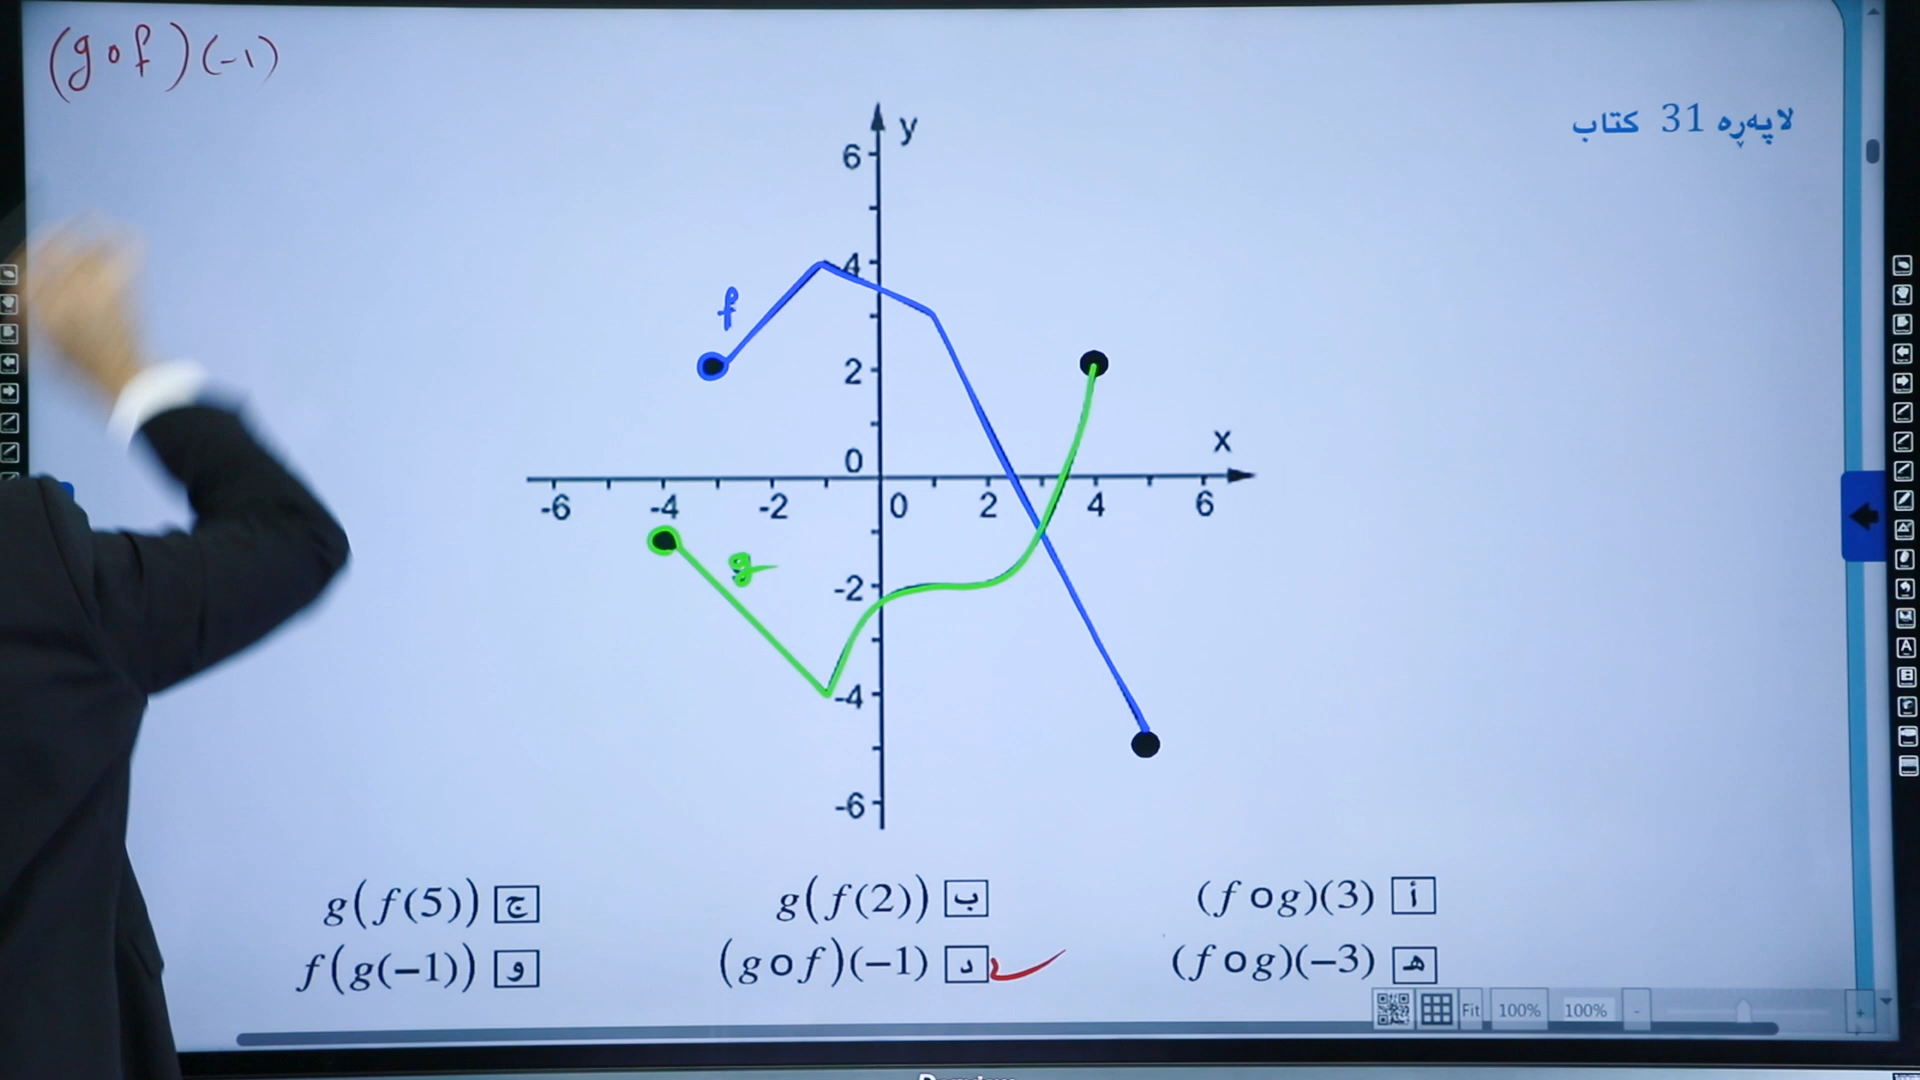 (gof)(-1)
لاپەڕە 31 کتاب
y
6
4
f
2
x
0
-6 -4 -2 0 2 4 6
g
-2
-4
-6
أ (f o g)(3) ب g(f(2)) ج g(f(5))
هـ (f o g)(−3) د (g o f)(−1) و f(g(−1))
Fit 100% 100% - +